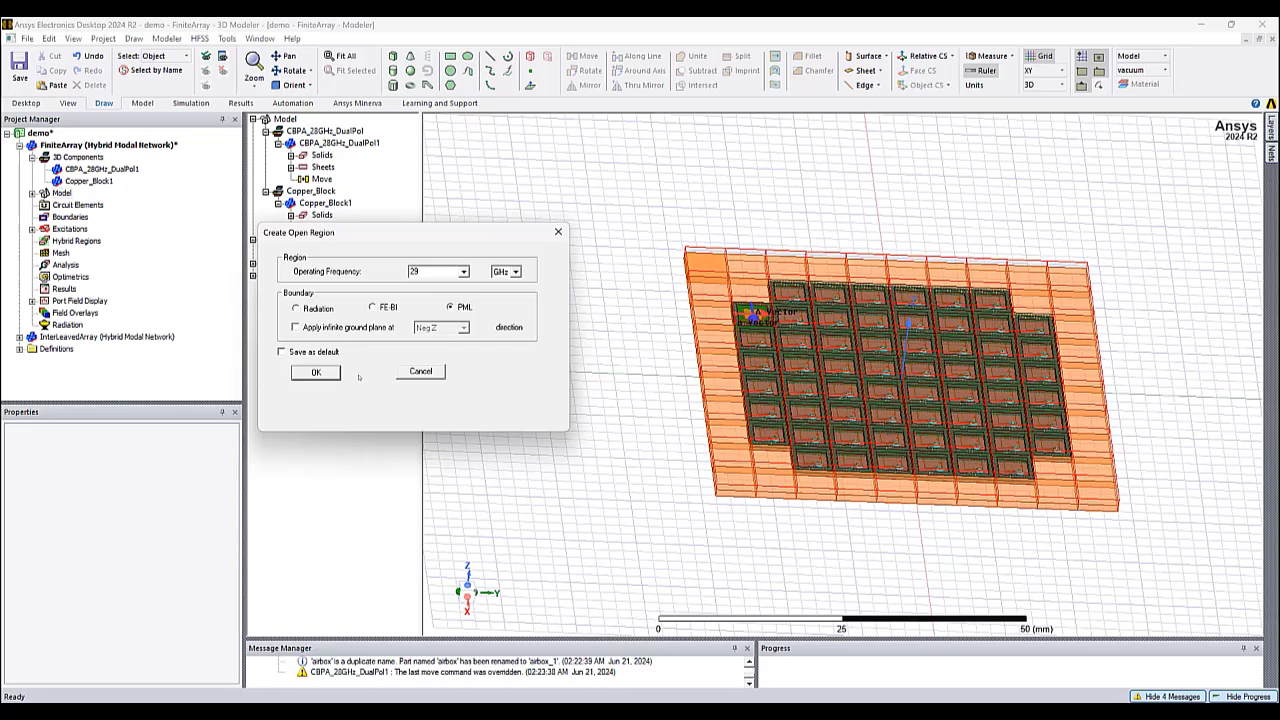 Ansys Electronics Desktop 2024 R2 - demo - FiniteArray - 3D Modeler - [demo - FiniteArray - Modeler]
File Edit View Project Draw Modeler HFSS Tools Window Help
Save
Cut
Copy
Paste
Undo
Redo
Delete
Select: Object
Select by Name
Zoom
Pan
Rotate
Orient
Fit All
Fit Selected
Move
Rotate
Mirror
Along Line
Around Axis
Thru Mirror
Unite
Subtract
Intersect
Split
Imprint
Fillet
Chamfer
Surface
Sheet
Edge
Relative CS
Face CS
Object CS
Measure
Ruler
Units
Grid
XY
3D
Model
vacuum
Material
Desktop View Draw Model Simulation Results Automation Ansys Minerva Learning and Support
Project Manager
demo*
FiniteArray (Hybrid Modal Network)*
3D Components
CBPA_28GHz_DualPol1
Copper_Block1
Model
Circuit Elements
Boundaries
Excitations
Hybrid Regions
Mesh
Analysis
Optimetrics
Results
Port Field Display
Field Overlays
Radiation
InterLeavedArray (Hybrid Modal Network)
Definitions
Properties
Model
CBPA_28GHz_DualPol
CBPA_28GHz_DualPol1
Solids
Sheets
Move
Copper_Block
Copper_Block1
Solids
Create Open Region
Region
Operating Frequency:
29
GHz
Boundary
Radiation
FE-BI
PML
Apply infinite ground plane at
Neg Z
direction
Save as default
OK
Cancel
Ansys
2024 R2
Layers
Nets
Z
Y
X
0
25
50 (mm)
Message Manager
'airbox' is a duplicate name. Part named 'airbox' has been renamed to 'airbox_1'. (02:22:39 AM Jun 21, 2024)
CBPA_28GHz_DualPol1 : The last move command was overridden. (02:23:38 AM Jun 21, 2024)
Progress
Ready
Hide 4 Messages
Hide Progress